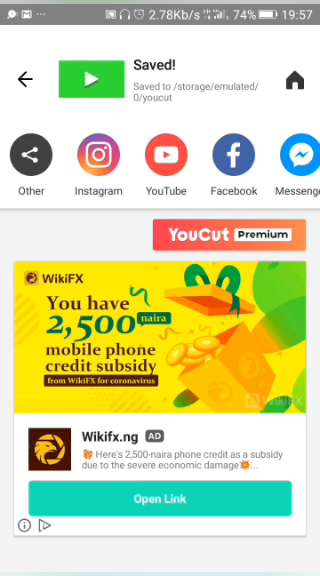 2.78Kb/s 74% 19:57
Saved!
Saved to /storage/emulated/
0/youcut
Other
Instagram
YouTube
Facebook
Messenge
YouCut Premium
WikiFX
You have
2,500 naira
mobile phone
credit subsidy
from WikiFX for coronavirus
WikiFX
Wikifx.ng AD
Here's 2,500-naira phone credit as a subsidy
due to the severe economic damage💥...
Open Link